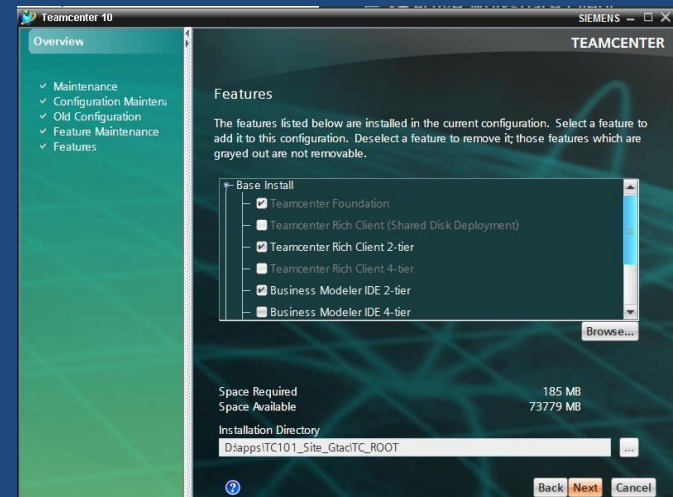 Teamcenter 10
SIEMENS
Overview
TEAMCENTER
Maintenance
Configuration Maintena
Old Configuration
Feature Maintenance
Features
Features
The features listed below are installed in the current configuration. Select a feature to
add it to this configuration. Deselect a feature to remove it; those features which are
grayed out are not removable.
Base Install
Teamcenter Foundation
Teamcenter Rich Client (Shared Disk Deployment)
Teamcenter Rich Client 2-tier
Teamcenter Rich Client 4-tier
Business Modeler IDE 2-tier
Business Modeler IDE 4-tier
Browse...
Space Required 185 MB
Space Available 73779 MB
Installation Directory
D:\apps\TC101_Site_Gtac\TC_ROOT
...
Back Next Cancel